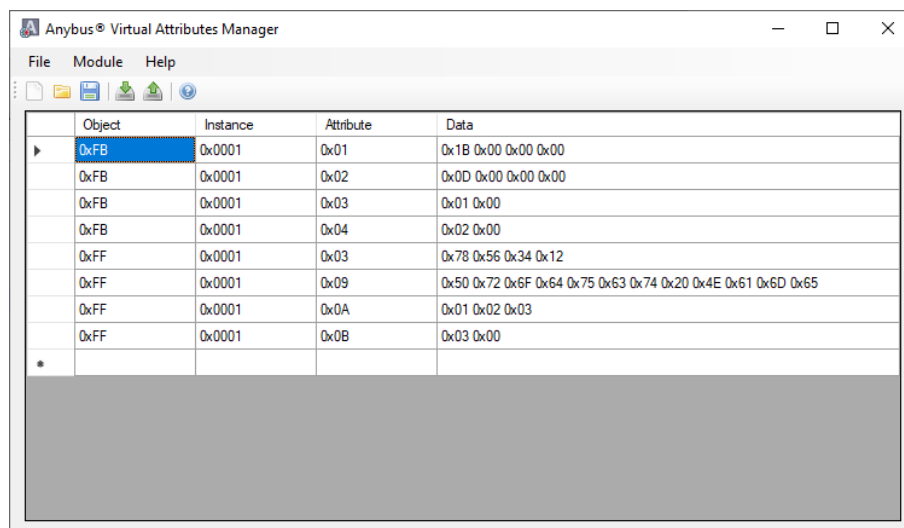 Anybus® Virtual Attributes Manager
File Module Help
Object Instance Attribute Data
0xFB 0x0001 0x01 0x1B 0x00 0x00 0x00
0xFB 0x0001 0x02 0x0D 0x00 0x00 0x00
0xFB 0x0001 0x03 0x01 0x00
0xFB 0x0001 0x04 0x02 0x00
0xFF 0x0001 0x03 0x78 0x56 0x34 0x12
0xFF 0x0001 0x09 0x50 0x72 0x6F 0x64 0x75 0x63 0x74 0x20 0x4E 0x61 0x6D 0x65
0xFF 0x0001 0x0A 0x01 0x02 0x03
0xFF 0x0001 0x0B 0x03 0x00